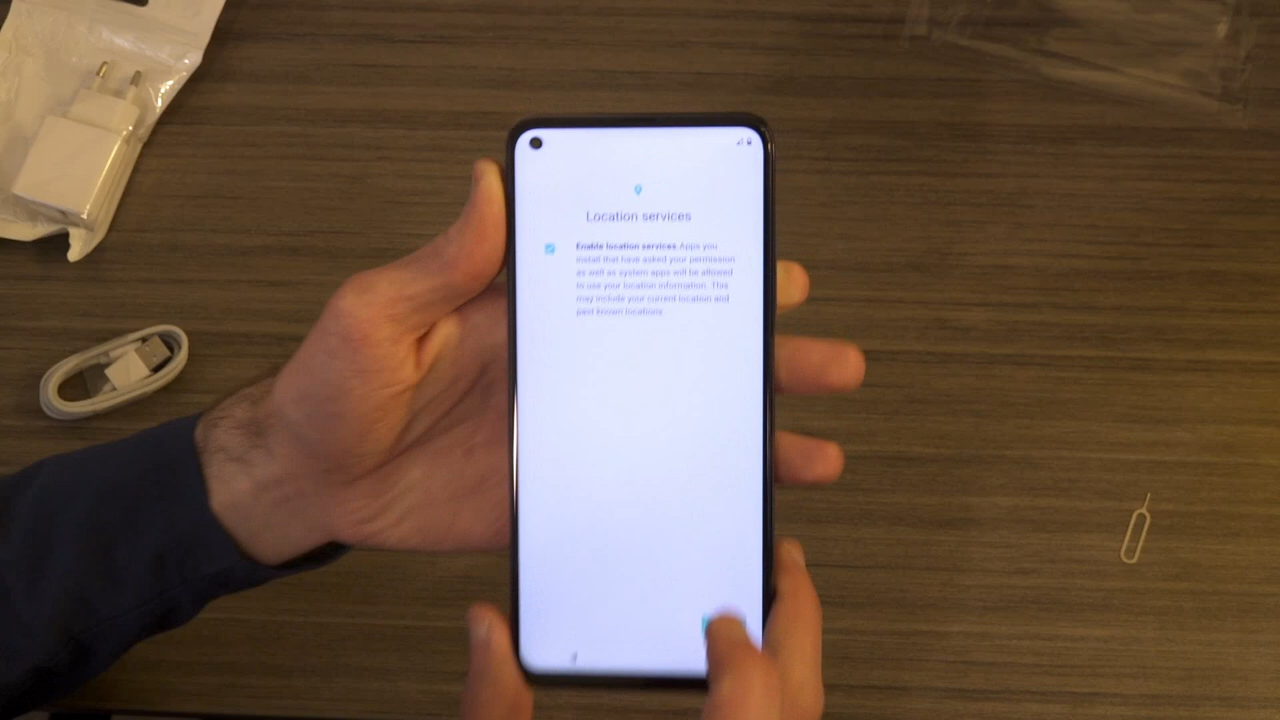 Location services
Enable location services. Apps you
install that have asked your permission
as well as system apps will be allowed
to use your location information. This
may include your current location and
past known locations.